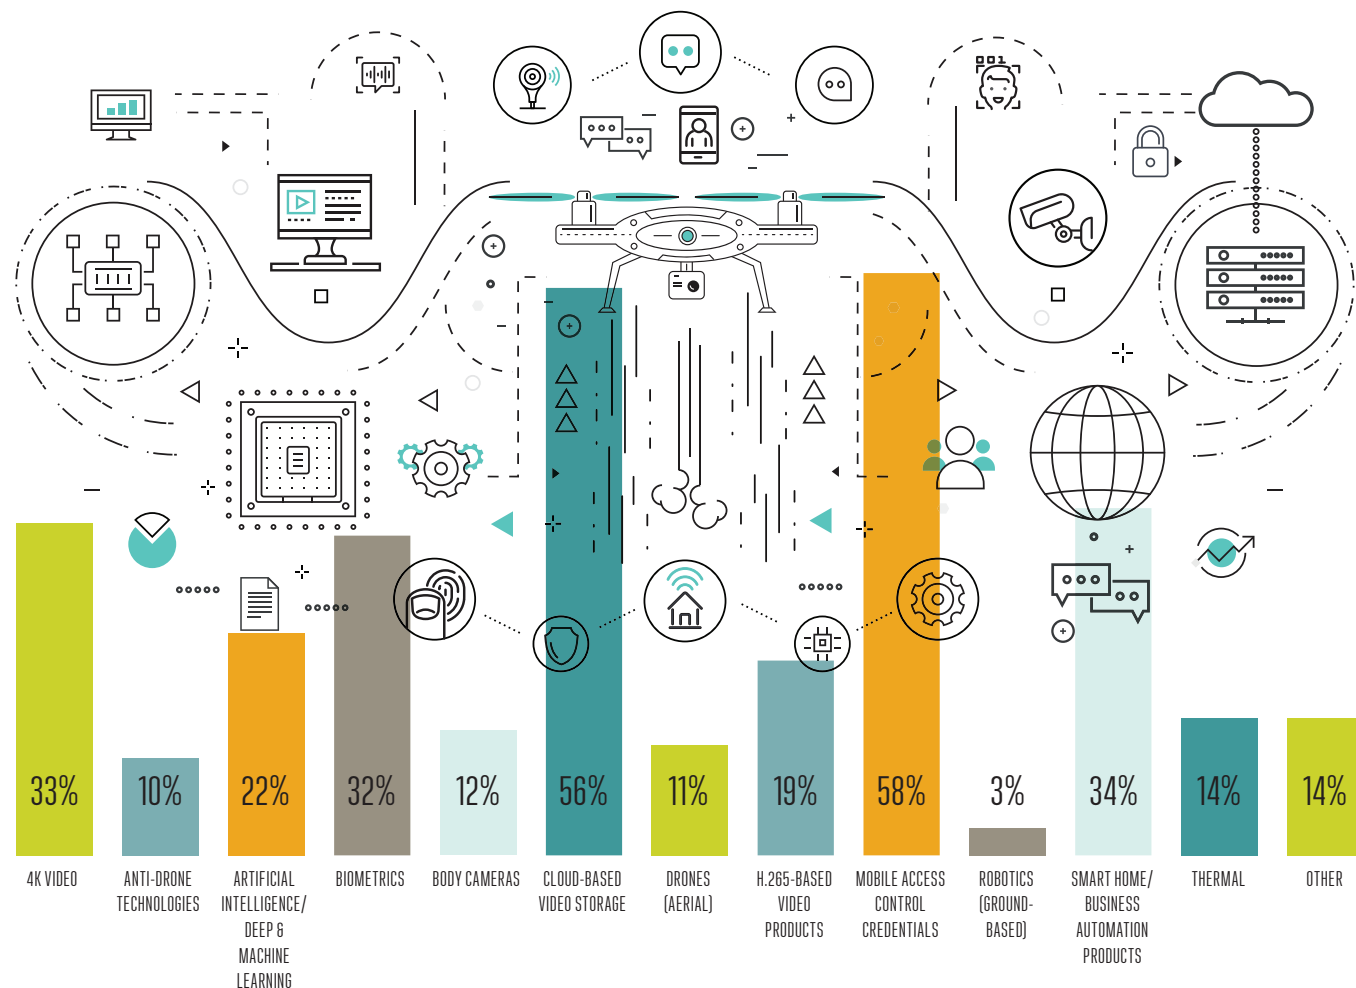 33%
10%
22%
32%
12%
56%
11%
19%
58%
3%
34%
14%
14%
4K VIDEO
ANTI-DRONE
TECHNOLOGIES
ARTIFICIAL
INTELLIGENCE/
DEEP &
MACHINE
LEARNING
BIOMETRICS
BODY CAMERAS
CLOUD-BASED
VIDEO STORAGE
DRONES
(AERIAL)
H.265-BASED
VIDEO
PRODUCTS
MOBILE ACCESS
CONTROL
CREDENTIALS
ROBOTICS
(GROUND-
BASED)
SMART HOME/
BUSINESS
AUTOMATION
PRODUCTS
THERMAL
OTHER